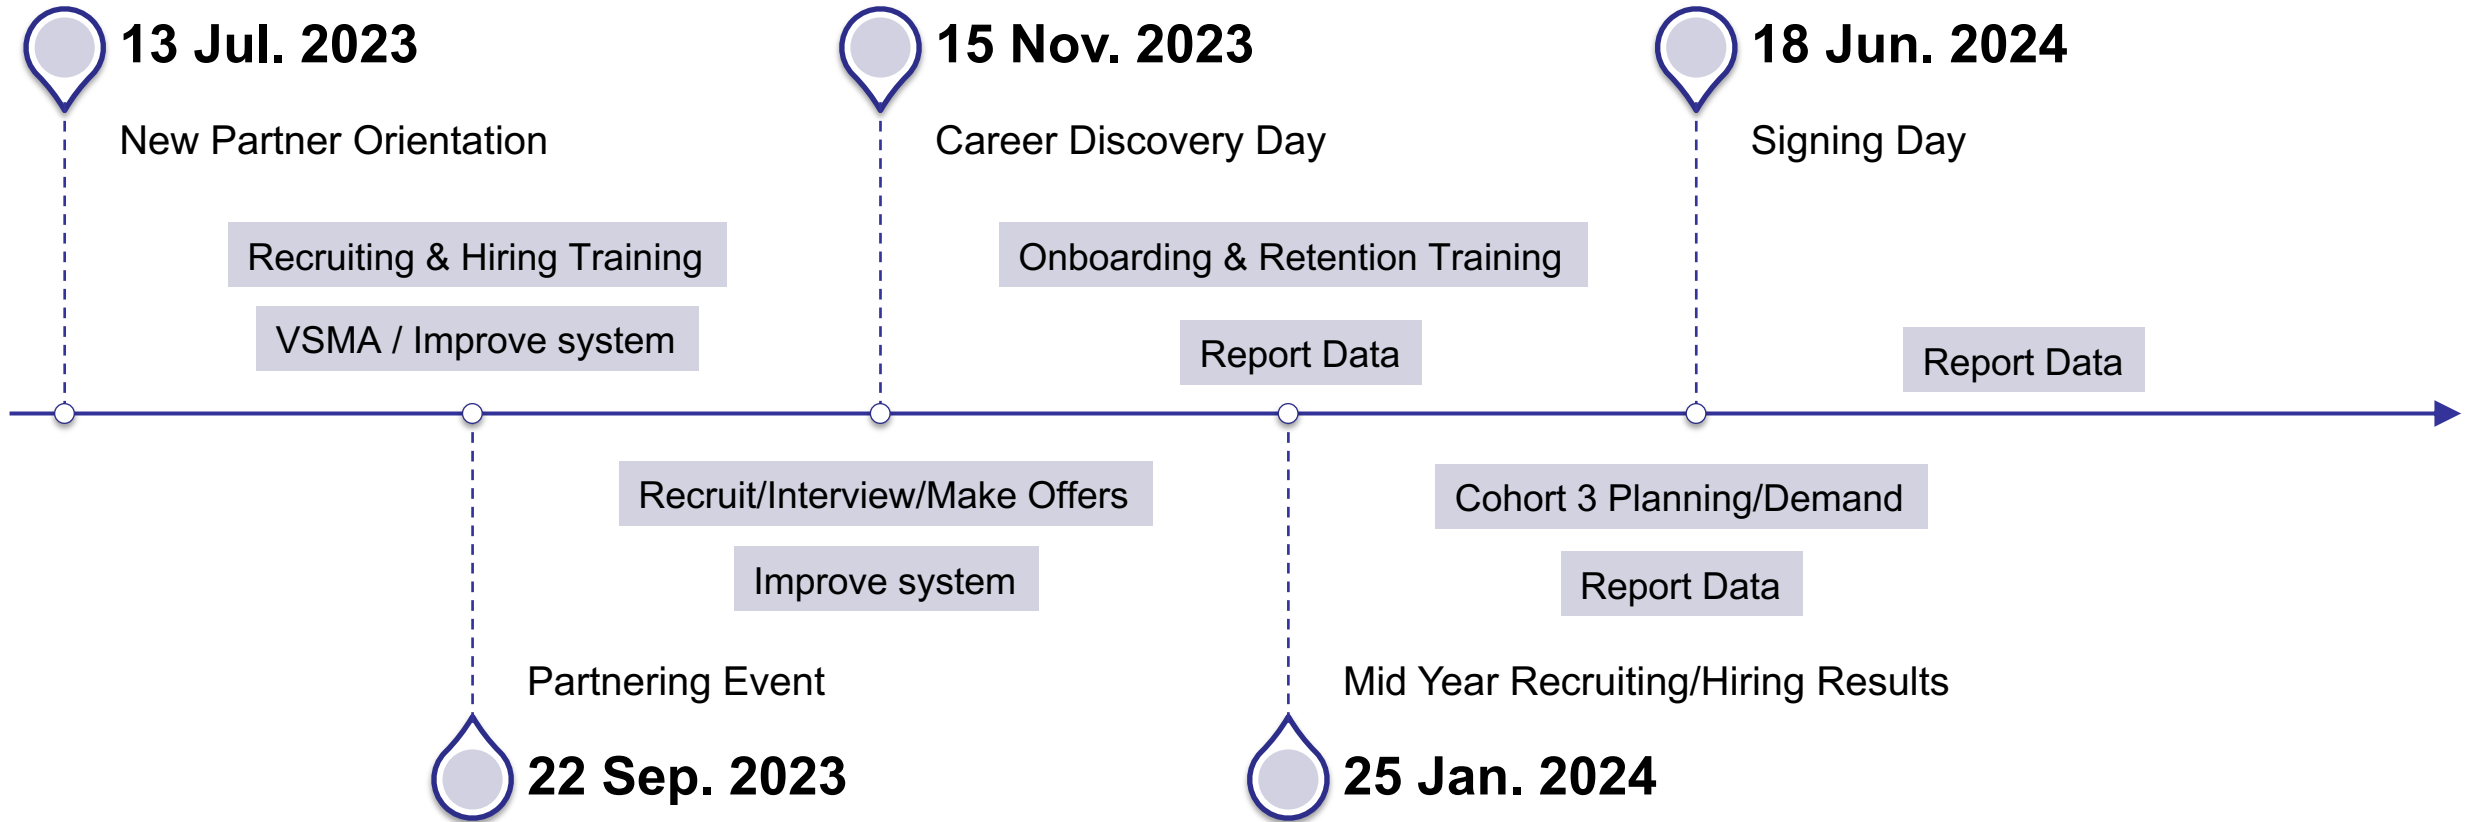 13 Jul. 2023
New Partner Orientation
15 Nov. 2023
Career Discovery Day
18 Jun. 2024
Signing Day
Recruiting & Hiring Training
VSMA / Improve system
Onboarding & Retention Training
Report Data
Report Data
Recruit/Interview/Make Offers
Improve system
Cohort 3 Planning/Demand
Report Data
Partnering Event
22 Sep. 2023
Mid Year Recruiting/Hiring Results
25 Jan. 2024